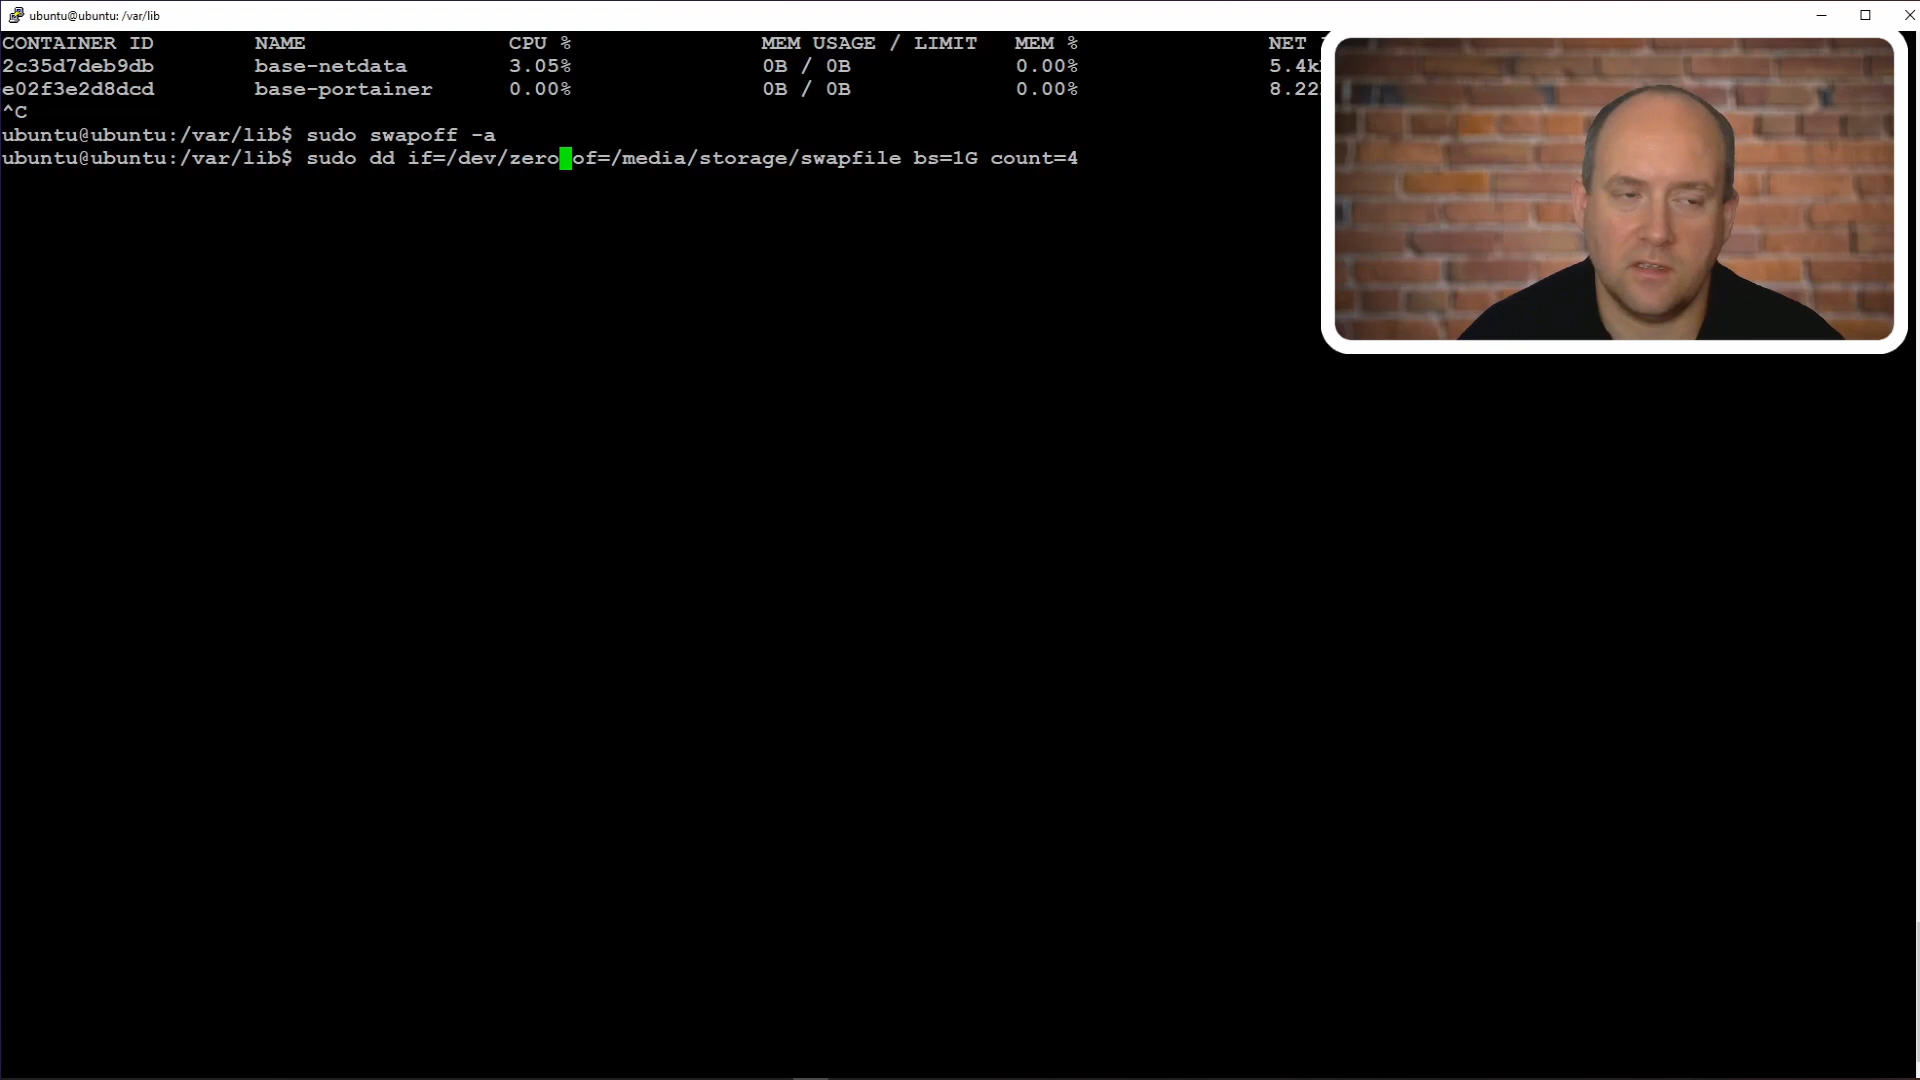 ubuntu@ubuntu: /var/lib
CONTAINER ID NAME CPU % MEM USAGE / LIMIT MEM % NET
2c35d7deb9db base-netdata 3.05% 0B / 0B 0.00% 5.4k
e02f3e2d8dcd base-portainer 0.00% 0B / 0B 0.00% 8.22
^C
ubuntu@ubuntu:/var/lib$ sudo swapoff -a
ubuntu@ubuntu:/var/lib$ sudo dd if=/dev/zero of=/media/storage/swapfile bs=1G count=4